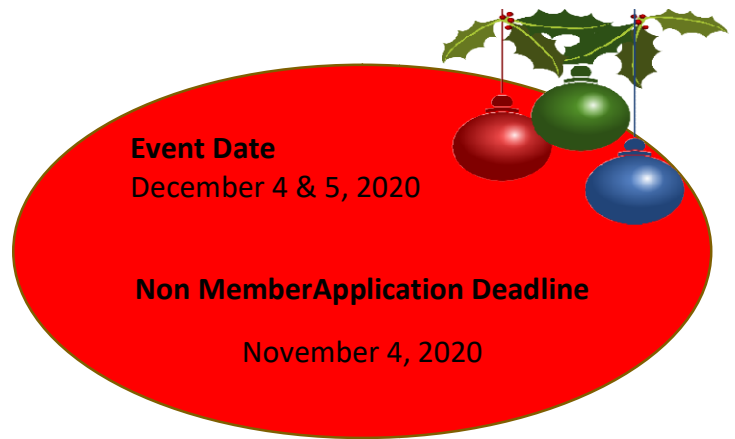 Event Date
December 4 & 5, 2020
Non MemberApplication Deadline
November 4, 2020